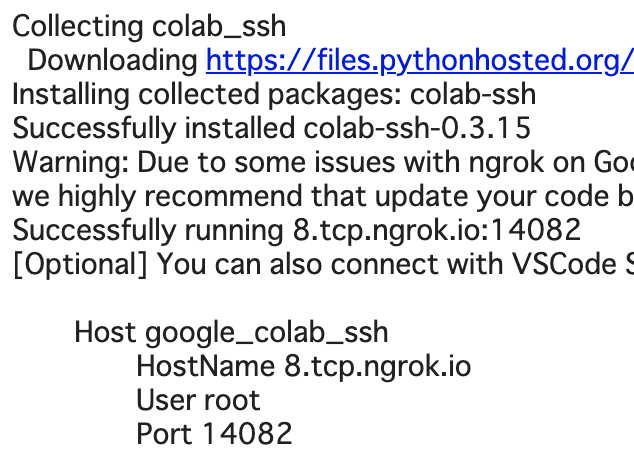 Collecting colab_ssh
Downloading https://files.pythonhosted.org/
Installing collected packages: colab-ssh
Successfully installed colab-ssh-0.3.15
Warning: Due to some issues with ngrok on Goo
we highly recommend that update your code b
Successfully running 8.tcp.ngrok.io:14082
[Optional] You can also connect with VSCode S
Host google_colab_ssh
HostName 8.tcp.ngrok.io
User root
Port 14082